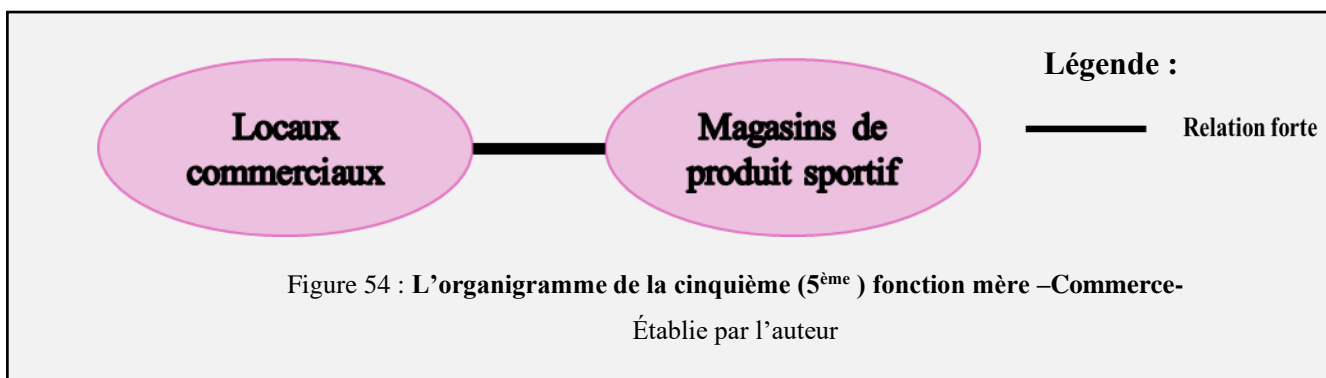 Locaux
commerciaux
Magasins de
produit sportif
Légende :
Relation forte
Figure 54 : L’organigramme de la cinquième (5ème ) fonction mère –Commerce-
Établie par l’auteur